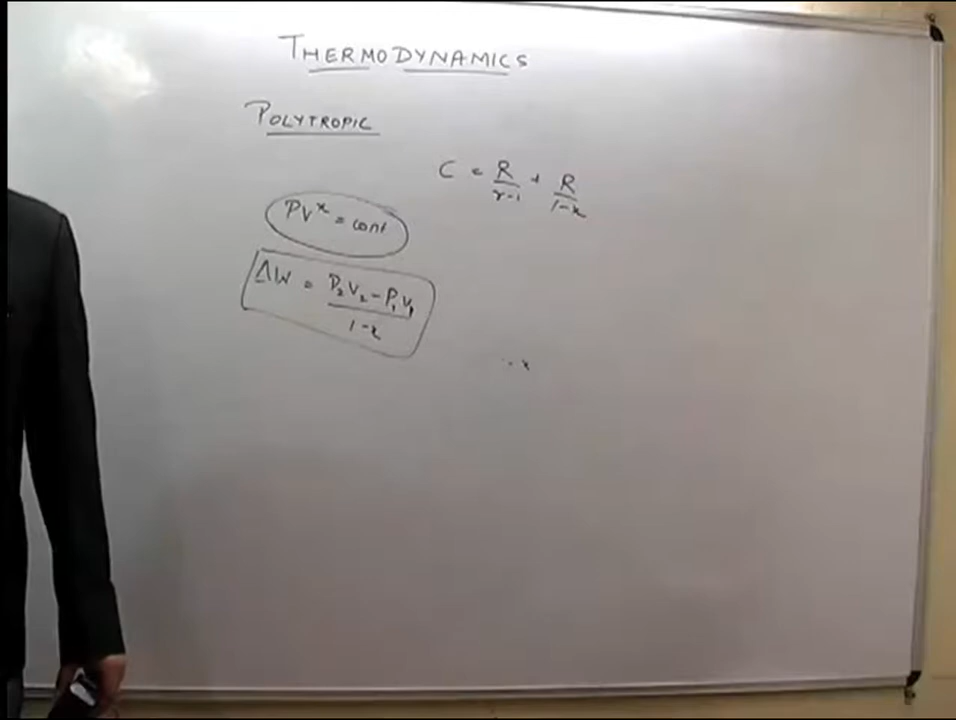 THERMODYNAMICS
POLYTROPIC
C = R/γ-1 + R/1-x
PV^x = const
ΔW = P₂V₂-P₁V₁/1-x